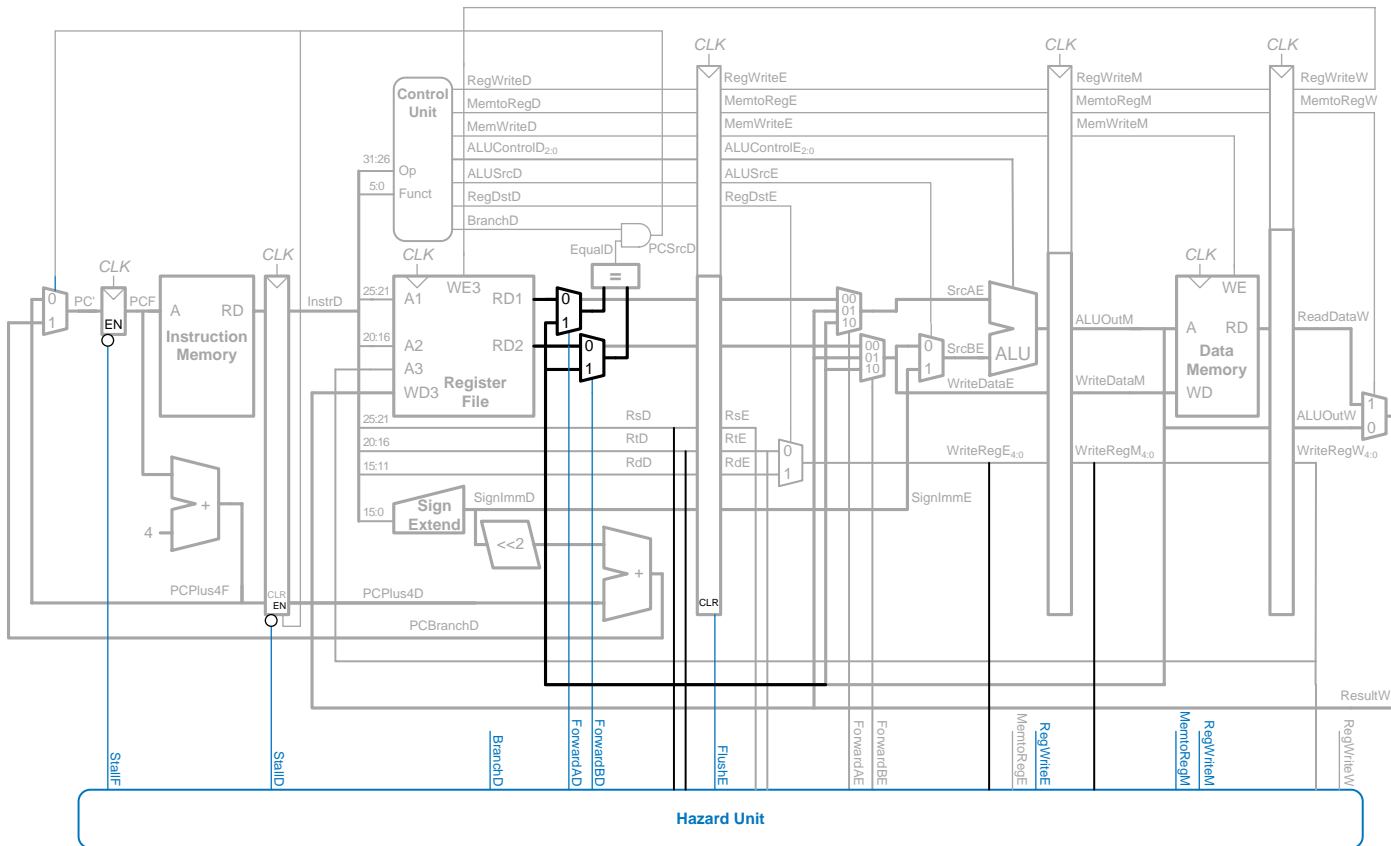 CLK
CLK
CLK
Control
Unit
RegWriteD
MemtoRegD
MemWriteD
ALUControlD2:0
ALUSrcD
RegDstD
BranchD
31:26
Op
5:0
Funct
RegWriteE
MemtoRegE
MemWriteE
ALUControlE2:0
ALUSrcE
RegDstE
RegWriteM
MemtoRegM
MemWriteM
RegWriteW
MemtoRegW
EqualD
PCSrcD
=
CLK
CLK
CLK
CLK
0
1
PC'
PCF
EN
A
RD
Instruction
Memory
InstrD
25:21
A1
WE3
RD1
20:16
A2
RD2
A3
WD3
Register
File
0
1
0
1
00
01
10
00
01
10
SrcAE
0
1
SrcBE
ALU
WriteDataE
ALUOutM
WriteDataM
WE
A
RD
Data
Memory
WD
ReadDataW
ALUOutW
1
0
25:21
RsD
RsE
20:16
RtD
RtE
15:11
RdD
RdE
0
1
WriteRegE4:0
WriteRegM4:0
WriteRegW4:0
15:0
Sign
Extend
SignImmD
SignImmE
<<2
+
4
+
PCPlus4F
CLR
EN
PCPlus4D
CLR
PCBranchD
ResultW
StallF
StallD
BranchD
ForwardAD
ForwardBD
FlushE
ForwardAE
ForwardBE
MemtoRegE
RegWriteE
MemtoRegM
RegWriteM
RegWriteW
Hazard Unit